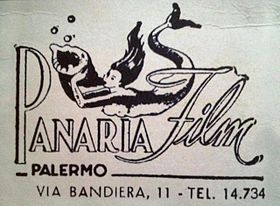 PANARIA Film
PALERMO
VIA BANDIERA, 11 - TEL. 14.734